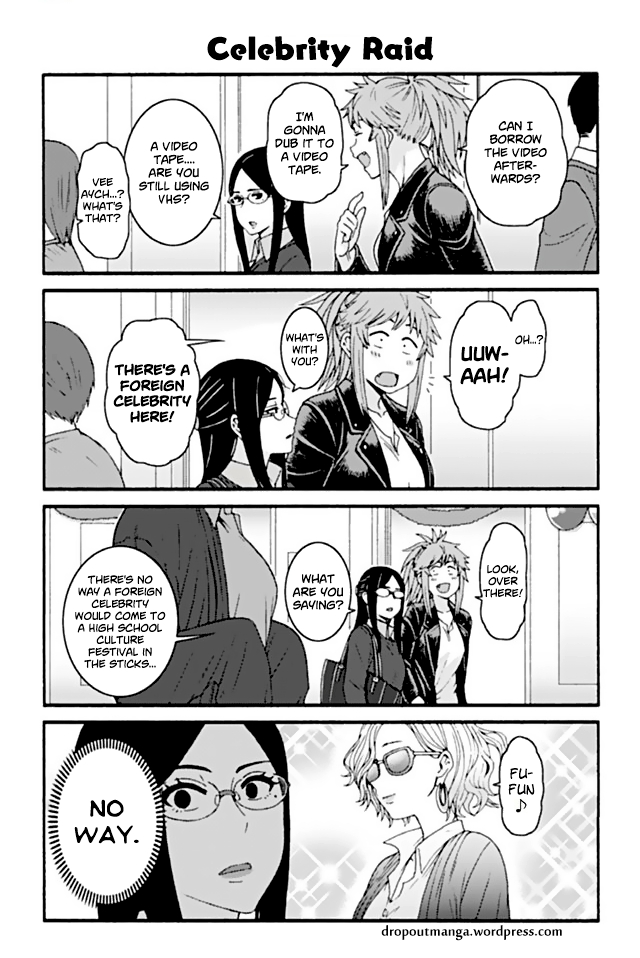 Celebrity Raid
CAN I
BORROW
THE VIDEO
AFTER-
WARDS?
I'M
GONNA
DUB IT TO
A VIDEO
TAPE.
A VIDEO
TAPE....
ARE YOU
STILL USING
VHS?
VEE
AYCH...?
WHAT'S
THAT?
OH...?
UUW-
AAH!
WHAT'S
WITH
YOU?
THERE'S A
FOREIGN
CELEBRITY
HERE!
LOOK,
OVER
THERE!
WHAT
ARE YOU
SAYING?
THERE'S NO
WAY A FOREIGN
CELEBRITY
WOULD COME TO
A HIGH SCHOOL
CULTURE
FESTIVAL IN
THE STICKS...
FU-
FUN
♪
NO
WAY.
dropoutmanga.wordpress.com